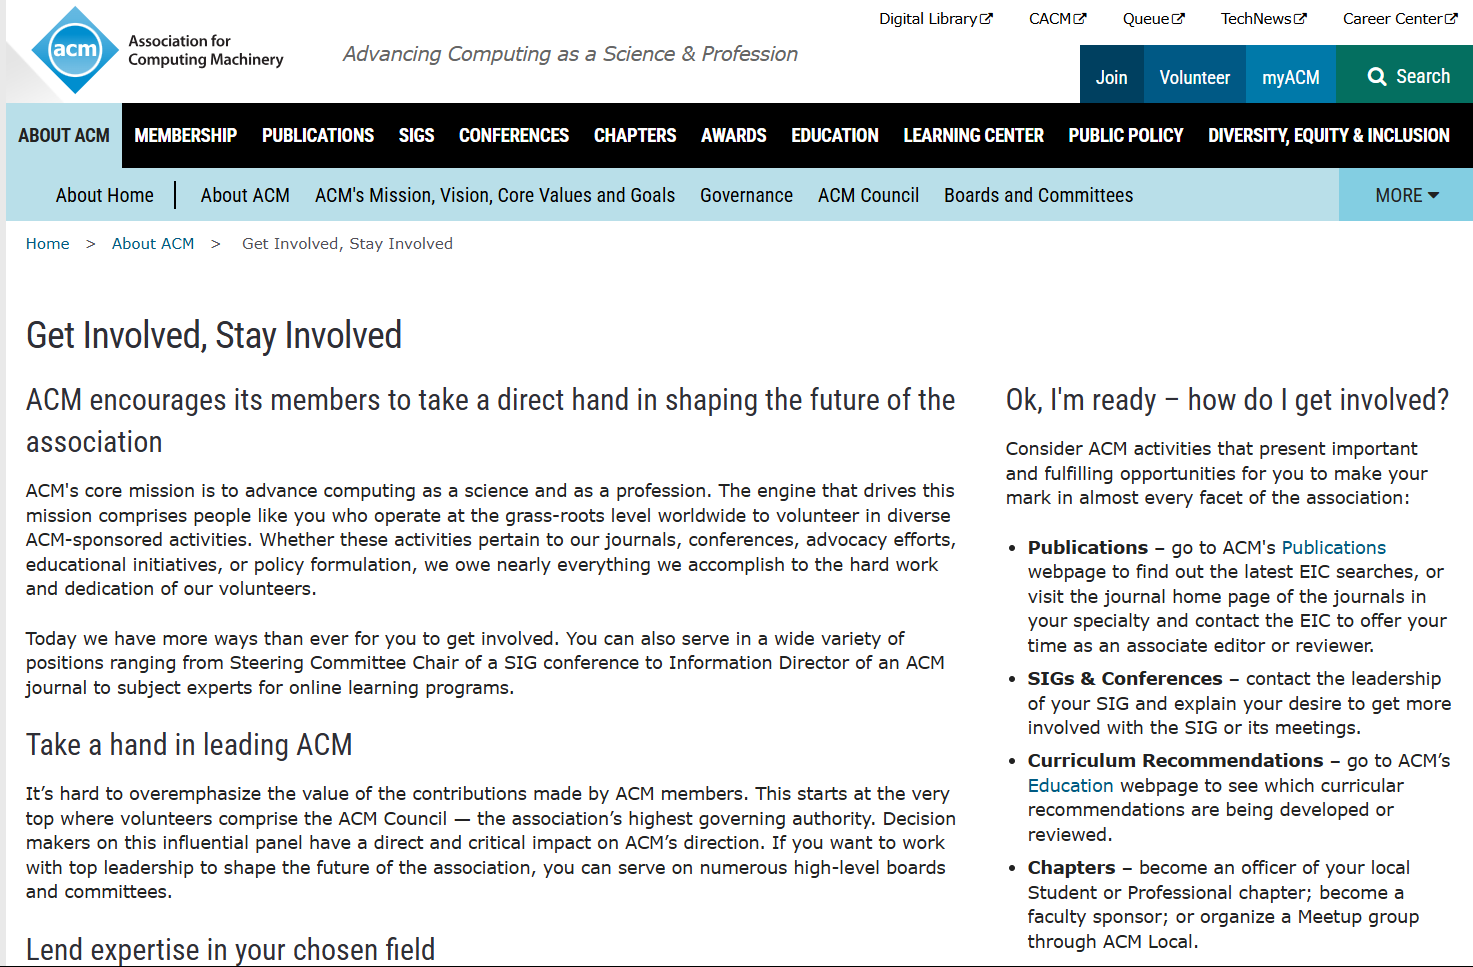 Digital Library
CACM
Queue
TechNews
Career Center
acm
Association for
Computing Machinery
Advancing Computing as a Science & Profession
Join
Volunteer
myACM
Search
ABOUT ACM
MEMBERSHIP
PUBLICATIONS
SIGS
CONFERENCES
CHAPTERS
AWARDS
EDUCATION
LEARNING CENTER
PUBLIC POLICY
DIVERSITY, EQUITY & INCLUSION
About Home
About ACM
ACM's Mission, Vision, Core Values and Goals
Governance
ACM Council
Boards and Committees
MORE
Home > About ACM > Get Involved, Stay Involved
Get Involved, Stay Involved
ACM encourages its members to take a direct hand in shaping the future of the
association
ACM's core mission is to advance computing as a science and as a profession. The engine that drives this
mission comprises people like you who operate at the grass-roots level worldwide to volunteer in diverse
ACM-sponsored activities. Whether these activities pertain to our journals, conferences, advocacy efforts,
educational initiatives, or policy formulation, we owe nearly everything we accomplish to the hard work
and dedication of our volunteers.
Today we have more ways than ever for you to get involved. You can also serve in a wide variety of
positions ranging from Steering Committee Chair of a SIG conference to Information Director of an ACM
journal to subject experts for online learning programs.
Take a hand in leading ACM
It’s hard to overemphasize the value of the contributions made by ACM members. This starts at the very
top where volunteers comprise the ACM Council — the association’s highest governing authority. Decision
makers on this influential panel have a direct and critical impact on ACM’s direction. If you want to work
with top leadership to shape the future of the association, you can serve on numerous high-level boards
and committees.
Lend expertise in your chosen field
Ok, I'm ready – how do I get involved?
Consider ACM activities that present important
and fulfilling opportunities for you to make your
mark in almost every facet of the association:
• Publications – go to ACM's Publications
webpage to find out the latest EIC searches, or
visit the journal home page of the journals in
your specialty and contact the EIC to offer your
time as an associate editor or reviewer.
• SIGs & Conferences – contact the leadership
of your SIG and explain your desire to get more
involved with the SIG or its meetings.
• Curriculum Recommendations – go to ACM’s
Education webpage to see which curricular
recommendations are being developed or
reviewed.
• Chapters – become an officer of your local
Student or Professional chapter; become a
faculty sponsor; or organize a Meetup group
through ACM Local.